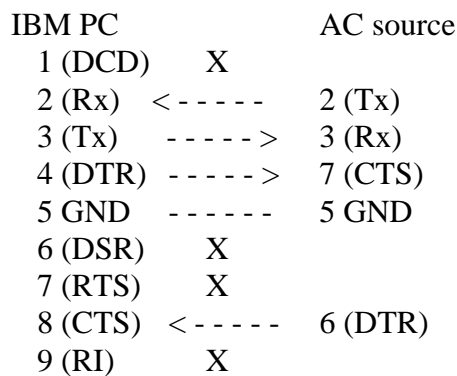 IBM PC AC source
1 (DCD) X
2 (Rx) < - - - - - 2 (Tx)
3 (Tx) - - - - - > 3 (Rx)
4 (DTR) - - - - - > 7 (CTS)
5 GND - - - - - - 5 GND
6 (DSR) X
7 (RTS) X
8 (CTS) < - - - - - 6 (DTR)
9 (RI) X